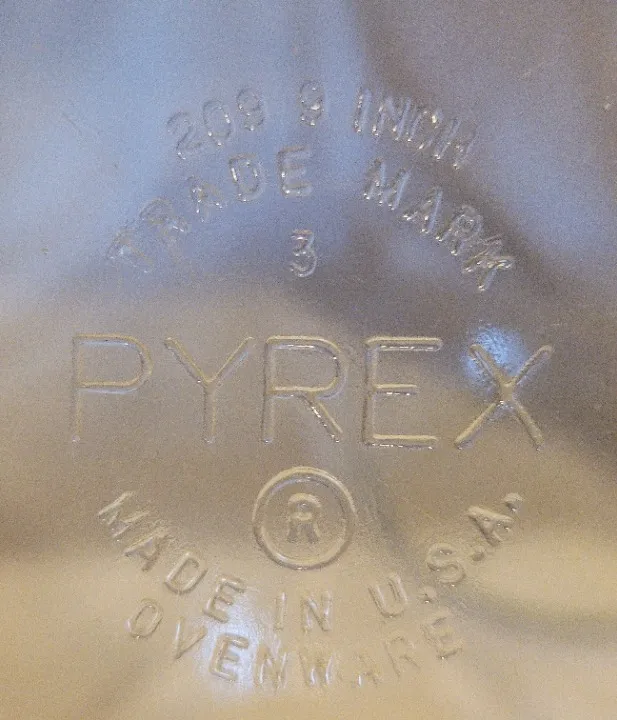 209 9 INCH
TRADE MARK
3
PYREX
®
MADE IN U.S.A.
OVENWARE